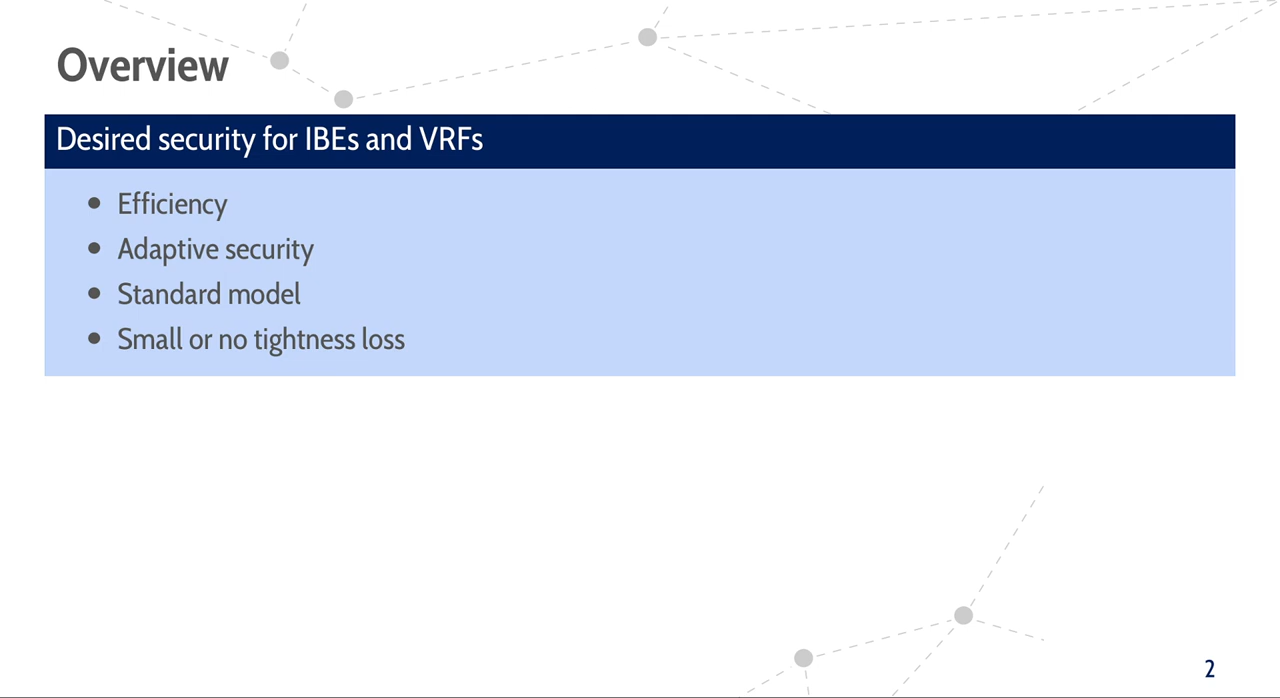 Overview
Desired security for IBEs and VRFs
• Efficiency
• Adaptive security
• Standard model
• Small or no tightness loss
2